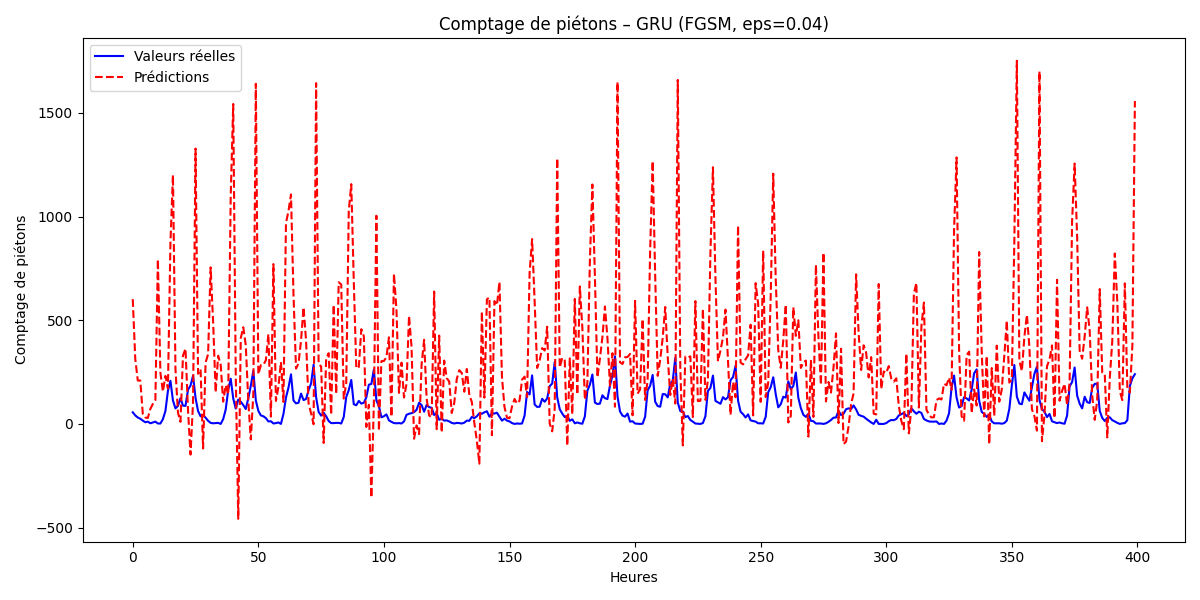 Comptage de piétons – GRU (FGSM, eps=0.04)
Valeurs réelles
Prédictions
Comptage de piétons
1500
1000
500
0
−500
0 50 100 150 200 250 300 350 400
Heures